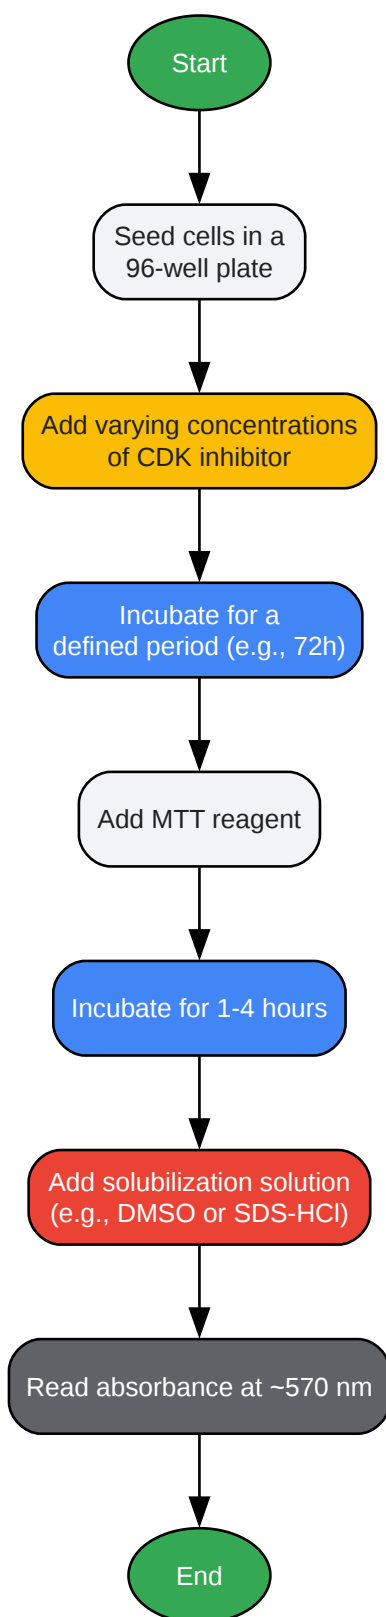 Start
Seed cells in a
96-well plate
Add varying concentrations
of CDK inhibitor
Incubate for a
defined period (e.g., 72h)
Add MTT reagent
Incubate for 1-4 hours
Add solubilization solution
(e.g., DMSO or SDS-HCl)
Read absorbance at ~570 nm
End